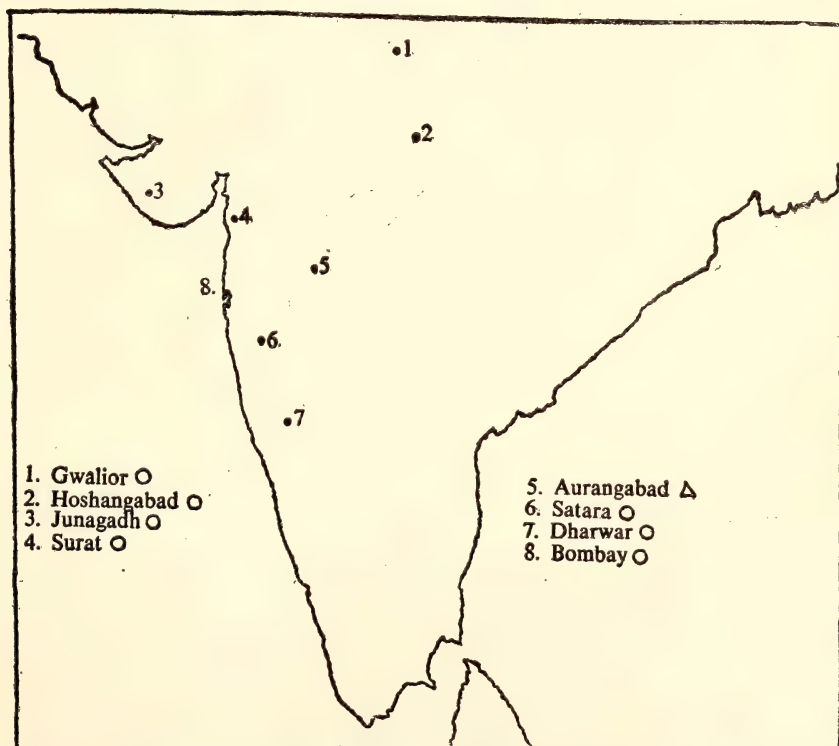 1
2
3
4
5
8.
6
7
1. Gwalior O
2. Hoshangabad O
3. Junagadh O
4. Surat O
5. Aurangabad Δ
6. Satara O
7. Dharwar O
8. Bombay O